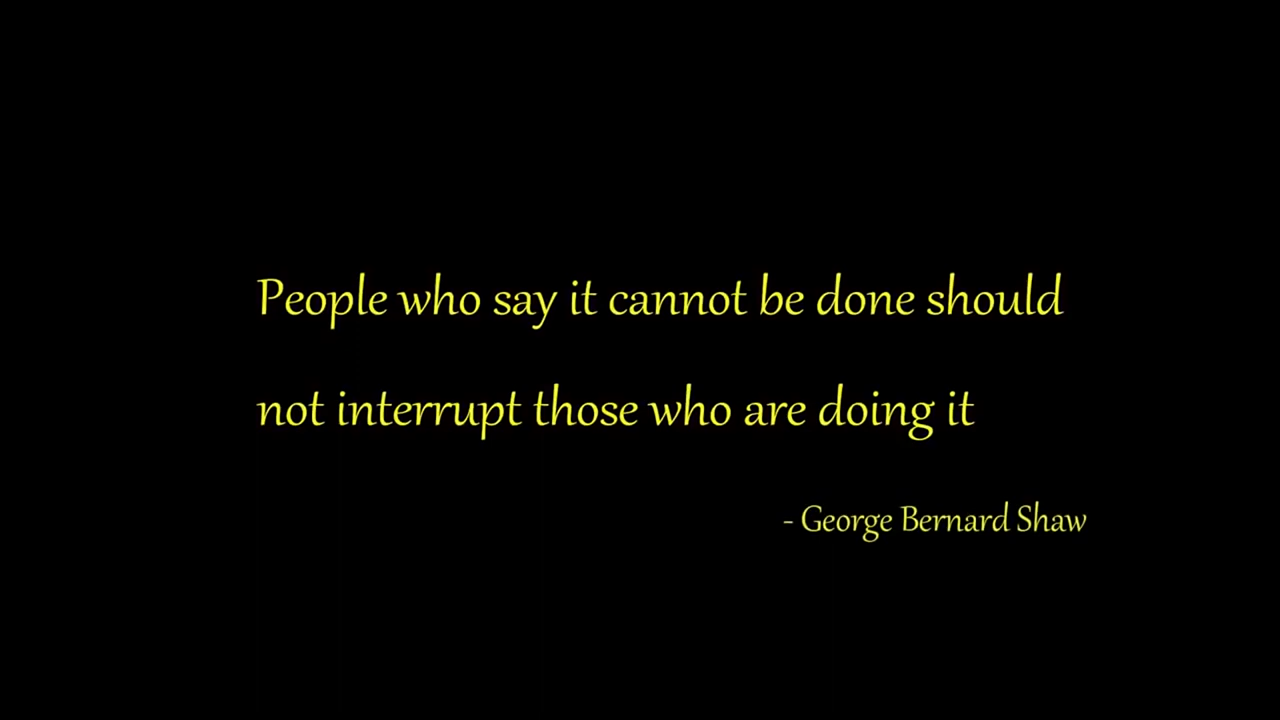 People who say it cannot be done should
not interrupt those who are doing it
- George Bernard Shaw